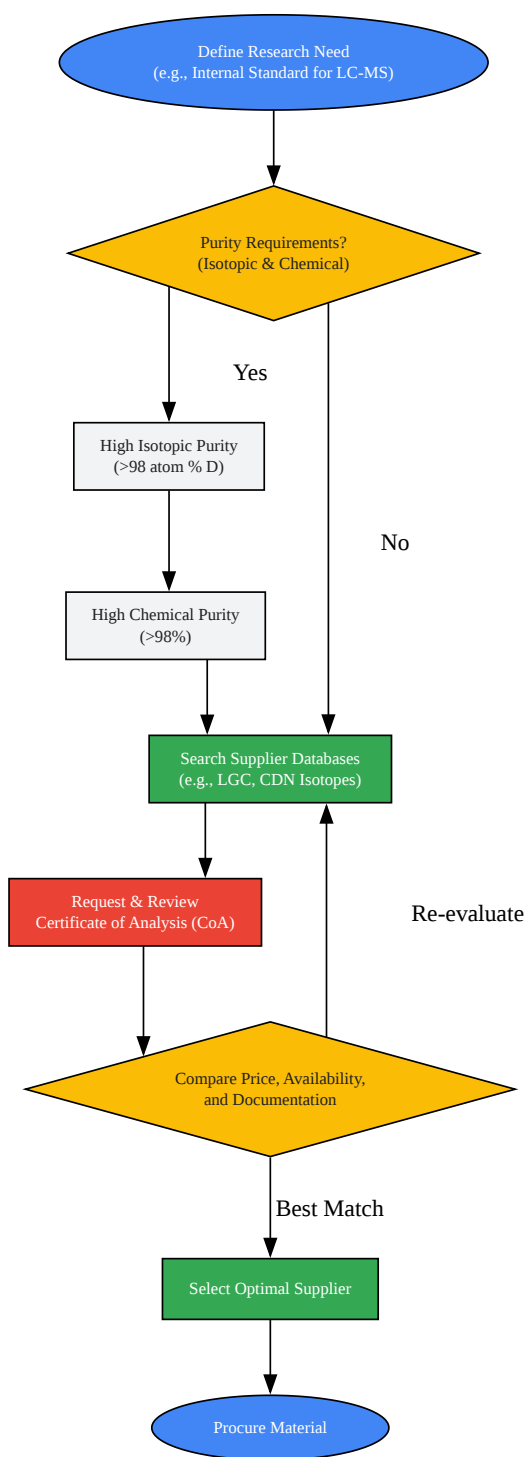 Define Research Need
(e.g., Internal Standard for LC-MS)
Purity Requirements?
(Isotopic & Chemical)
Yes
High Isotopic Purity
(>98 atom % D)
No
High Chemical Purity
(>98%)
Search Supplier Databases
(e.g., LGC, CDN Isotopes)
Request & Review
Certificate of Analysis (CoA)
Re-evaluate
Compare Price, Availability,
and Documentation
Best Match
Select Optimal Supplier
Procure Material